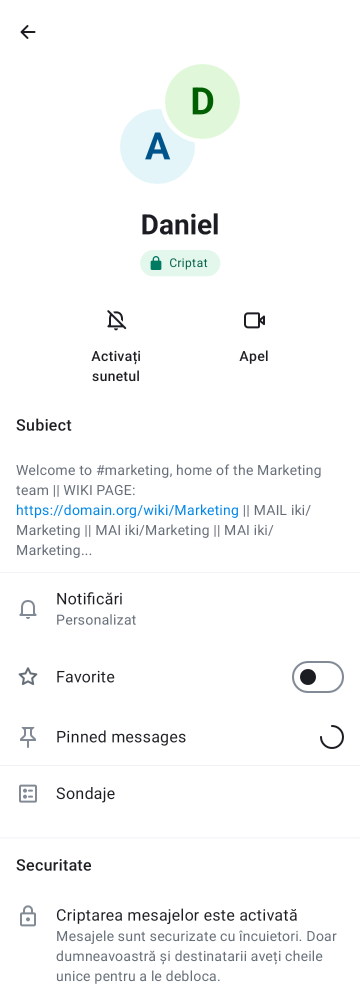 D
A
Daniel
Criptat
Activați
sunetul
Apel
Subiect
Welcome to #marketing, home of the Marketing
team || WIKI PAGE:
https://domain.org/wiki/Marketing || MAIL iki/
Marketing || MAI iki/Marketing || MAI iki/
Marketing...
Notificări
Personalizat
Favorite
Pinned messages
Sondaje
Securitate
Criptarea mesajelor este activată
Mesajele sunt securizate cu încuietori. Doar
dumneavoastră și destinatarii aveți cheile
unice pentru a le debloca.